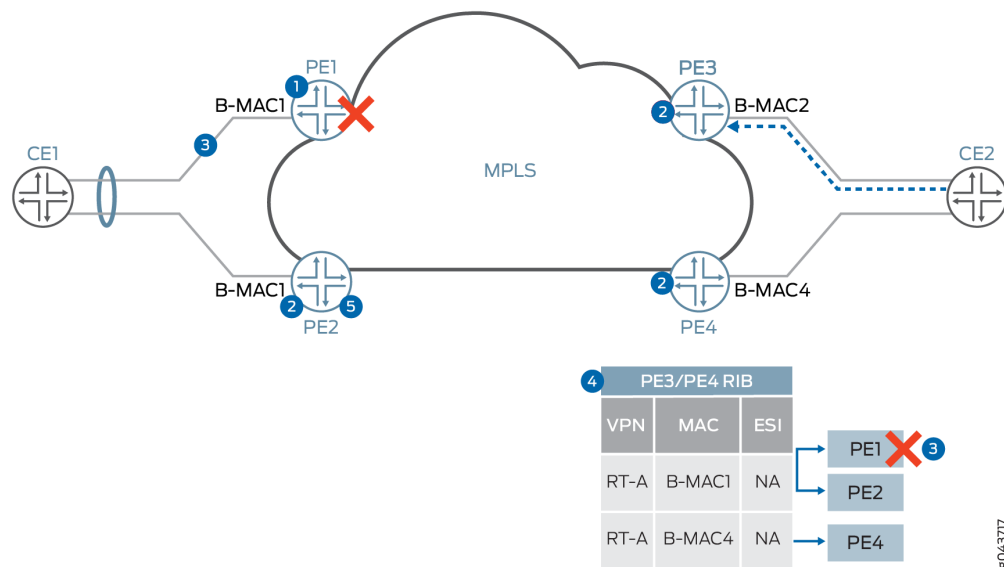 PE1
PE3
1
B-MAC1
2
B-MAC2
3
CE1
MPLS
CE2
B-MAC1
2
5
2
B-MAC4
PE2
PE4
4
PE3/PE4 RIB
VPN MAC ESI
PE1
3
RT-A B-MAC1 NA
PE2
RT-A B-MAC4 NA
PE4
g043717